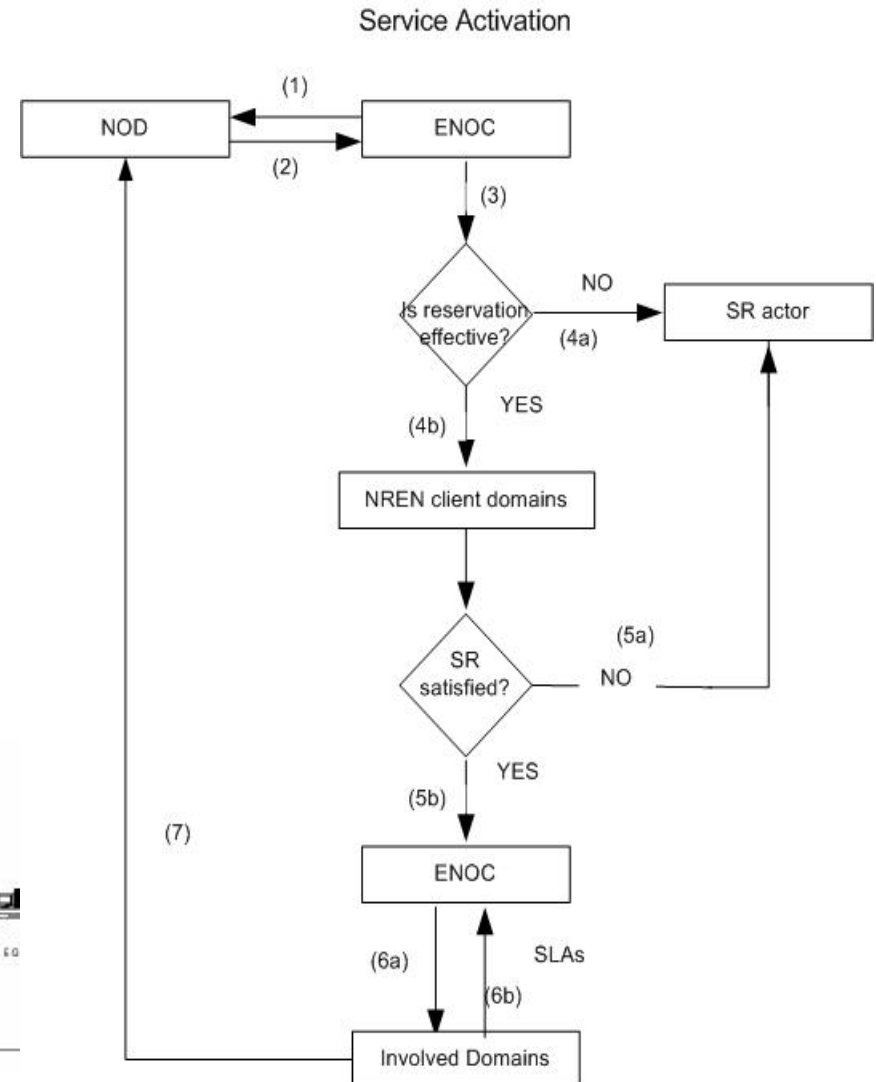 Service Activation
(1)
NOD
ENOC
(2)
(3)
NO
Is reservation
effective?
SR actor
(4a)
YES
(4b)
NREN client domains
(5a)
SR
satisfied?
NO
YES
(5b)
(7)
ENOC
SLAs
(6a)
(6b)
Involved Domains